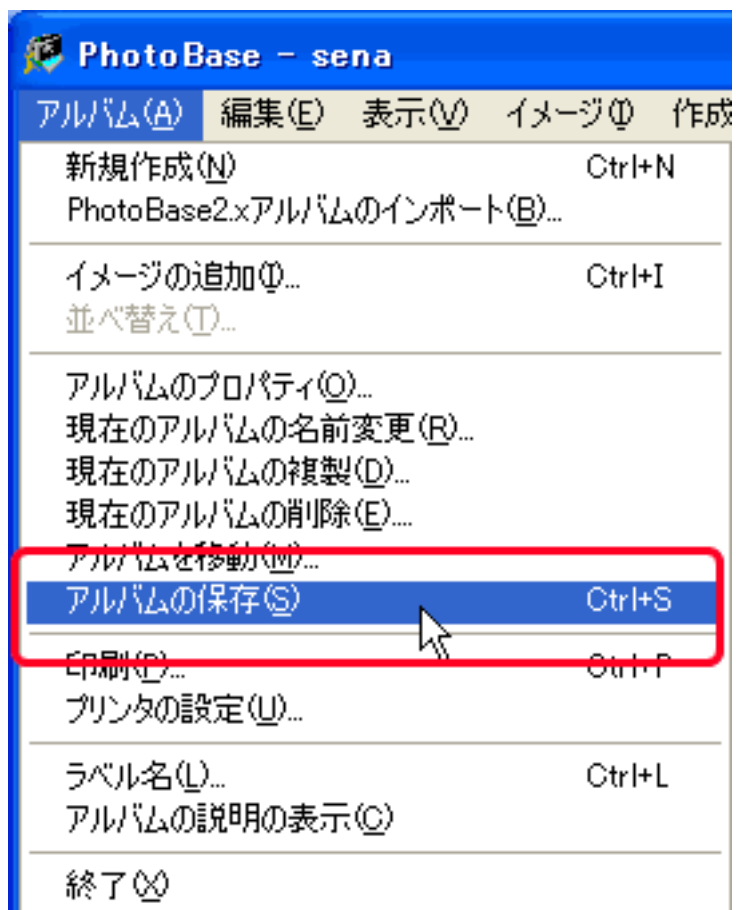 PhotoBase - sena
アルバム(A) 編集(E) 表示(V) イメージ(I) 作成
新規作成(N) Ctrl+N
PhotoBase2.xアルバムのインポート(B)...
イメージの追加(I)... Ctrl+I
並べ替え(T)...
アルバムのプロパティ(O)...
現在のアルバムの名前変更(R)...
現在のアルバムの複製(D)...
現在のアルバムの削除(E)....
アルバムを移動(M)...
アルバムの保存(S) Ctrl+S
印刷(P)... Ctrl+P
プリンタの設定(U)...
ラベル名(L)... Ctrl+L
アルバムの説明の表示(C)
終了(X)